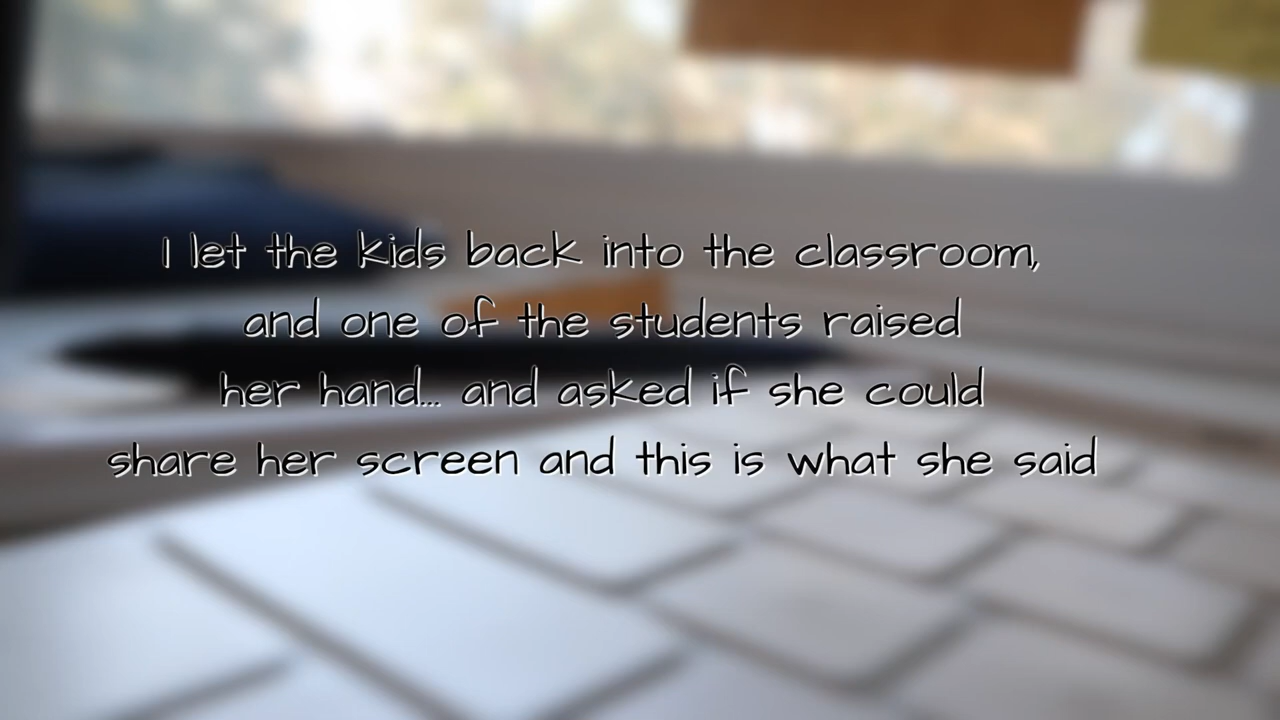 I let the kids back into the classroom,
and one of the students raised
her hand... and asked if she could
share her screen and this is what she said